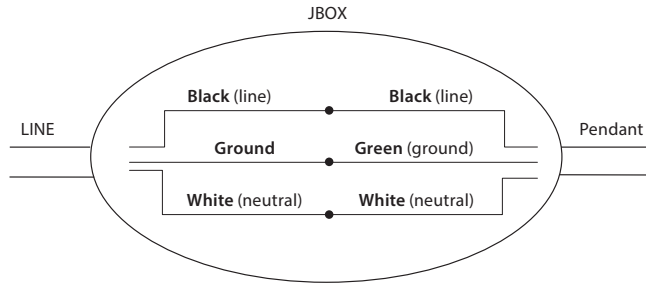 JBOX
Black (line) Black (line)
LINE Pendant
Ground Green (ground)
White (neutral) White (neutral)